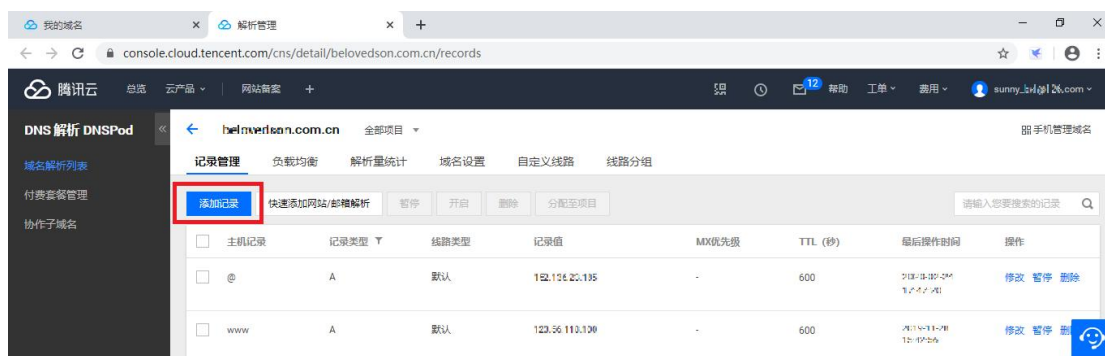 我的域名
解析管理
console.cloud.tencent.com/cns/detail/belovedson.com.cn/records
腾讯云 总览 云产品 网站备案 + 12 帮助 工单 费用
DNS 解析 DNSPod « .com.cn 全部项目 手机管理域名
域名解析列表 记录管理 负载均衡 解析量统计 域名设置 自定义线路 线路分组
付费套餐管理 添加记录 快速添加网站/邮箱解析 暂停 开启 删除 分配至项目 请输入您要搜索的记录
协作子域名
主机记录 记录类型 线路类型 记录值 MX优先级 TTL (秒) 最后操作时间 操作
@ A 默认 - 600 修改 暂停 删除
www A 默认 - 600 修改 暂停